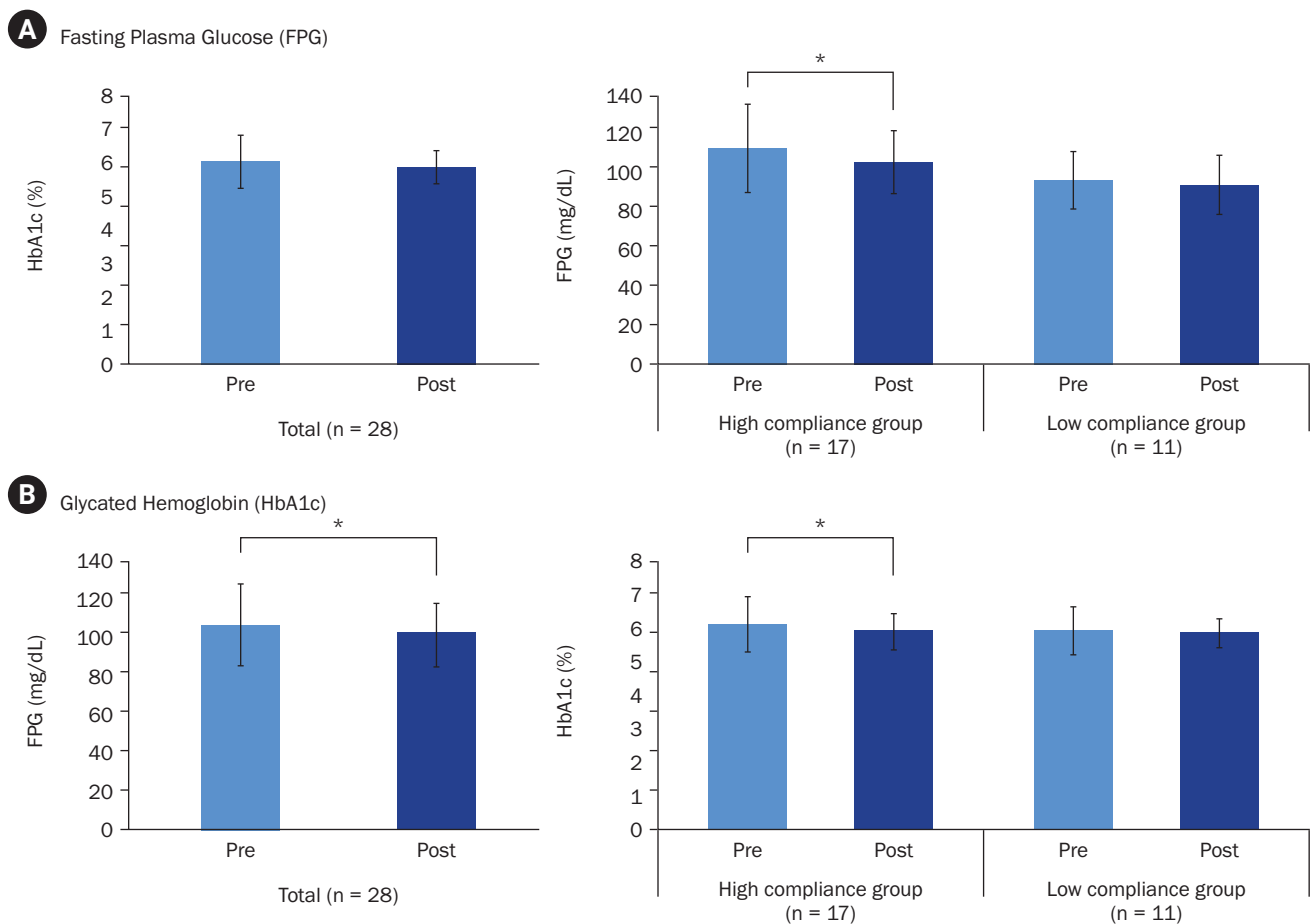 A Fasting Plasma Glucose (FPG)
HbA1c (%)
8
7
6
5
4
3
2
1
0
Pre
Post
Total (n = 28)
*
FPG (mg/dL)
140
120
100
80
60
40
20
0
Pre
Post
Pre
Post
High compliance group
(n = 17)
Low compliance group
(n = 11)
B Glycated Hemoglobin (HbA1c)
*
FPG (mg/dL)
140
120
100
80
60
40
20
0
Pre
Post
Total (n = 28)
*
HbA1c (%)
8
7
6
5
4
3
2
1
0
Pre
Post
Pre
Post
High compliance group
(n = 17)
Low compliance group
(n = 11)